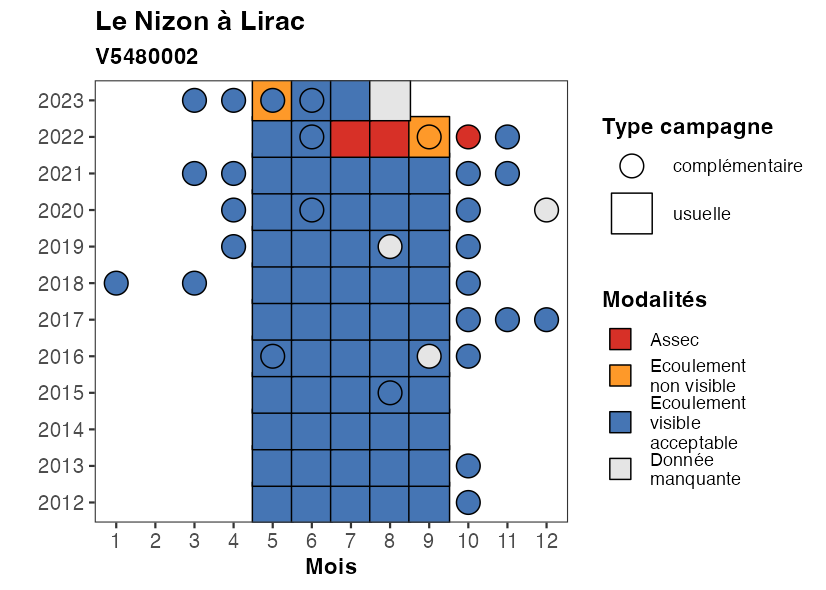 Le Nizon à Lirac
V5480002
2023
2022
2021
2020
2019
2018
2017
2016
2015
2014
2013
2012
1 2 3 4 5 6 7 8 9 10 11 12
Mois
Type campagne
complémentaire
usuelle
Modalités
Assec
Ecoulement
non visible
Ecoulement
visible
acceptable
Donnée
manquante